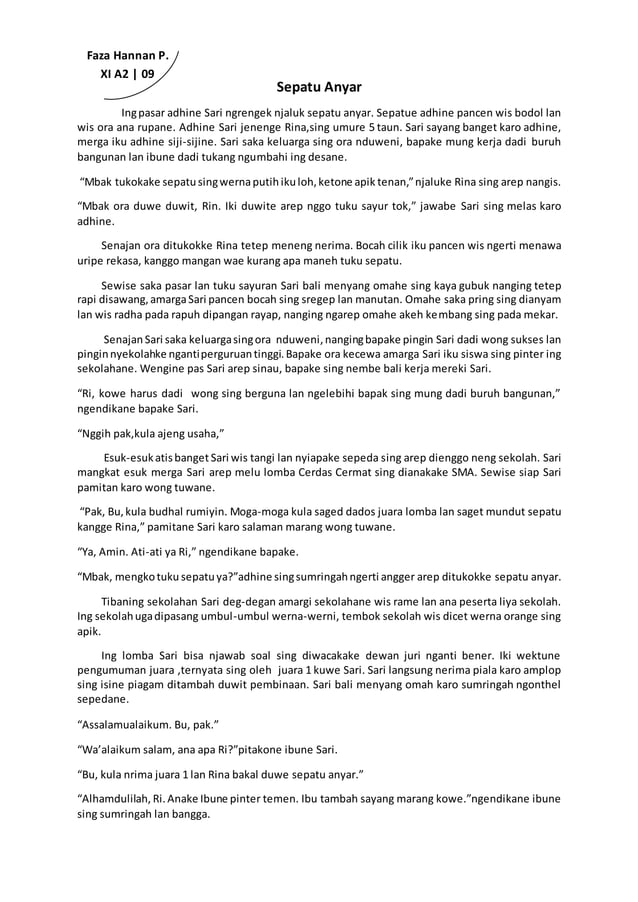 Faza Hannan P.
XI A2 | 09
Sepatu Anyar
Ing pasar adhine Sari ngrengek njaluk sepatu anyar. Sepatue adhine pancen wis bodol lan
wis ora ana rupane. Adhine Sari jenenge Rina,sing umure 5 taun. Sari sayang banget karo adhine,
merga iku adhine siji-sijine. Sari saka keluarga sing ora nduweni, bapake mung kerja dadi buruh
bangunan lan ibune dadi tukang ngumbahi ing desane.
“Mbak tukokake sepatu sing werna putih iku loh, ketone apik tenan,” njaluke Rina sing arep nangis.
“Mbak ora duwe duwit, Rin. Iki duwite arep nggo tuku sayur tok,” jawabe Sari sing melas karo
adhine.
Senajan ora ditukokke Rina tetep meneng nerima. Bocah cilik iku pancen wis ngerti menawa
uripe rekasa, kanggo mangan wae kurang apa maneh tuku sepatu.
Sewise saka pasar lan tuku sayuran Sari bali menyang omahe sing kaya gubuk nanging tetep
rapi disawang, amarga Sari pancen bocah sing sregep lan manutan. Omahe saka pring sing dianyam
lan wis radha pada rapuh dipangan rayap, nanging ngarep omahe akeh kembang sing pada mekar.
Senajan Sari saka keluarga sing ora nduweni, nanging bapake pingin Sari dadi wong sukses lan
pingin nyekolahke nganti perguruan tinggi. Bapake ora kecewa amarga Sari iku siswa sing pinter ing
sekolahane. Wengine pas Sari arep sinau, bapake sing nembe bali kerja mereki Sari.
“Ri, kowe harus dadi wong sing berguna lan ngelebihi bapak sing mung dadi buruh bangunan,”
ngendikane bapake Sari.
“Nggih pak,kula ajeng usaha,”
Esuk-esuk atis banget Sari wis tangi lan nyiapake sepeda sing arep dienggo neng sekolah. Sari
mangkat esuk merga Sari arep melu lomba Cerdas Cermat sing dianakake SMA. Sewise siap Sari
pamitan karo wong tuwane.
“Pak, Bu, kula budhal rumiyin. Moga-moga kula saged dados juara lomba lan saget mundut sepatu
kangge Rina,” pamitane Sari karo salaman marang wong tuwane.
“Ya, Amin. Ati-ati ya Ri,” ngendikane bapake.
“Mbak, mengko tuku sepatu ya?”adhine sing sumringah ngerti angger arep ditukokke sepatu anyar.
Tibaning sekolahan Sari deg-degan amargi sekolahane wis rame lan ana peserta liya sekolah.
Ing sekolah uga dipasang umbul-umbul werna-werni, tembok sekolah wis dicet werna orange sing
apik.
Ing lomba Sari bisa njawab soal sing diwacakake dewan juri nganti bener. Iki wektune
pengumuman juara ,ternyata sing oleh juara 1 kuwe Sari. Sari langsung nerima piala karo amplop
sing isine piagam ditambah duwit pembinaan. Sari bali menyang omah karo sumringah ngonthel
sepedane.
“Assalamualaikum. Bu, pak.”
“Wa’alaikum salam, ana apa Ri?”pitakone ibune Sari.
“Bu, kula nrima juara 1 lan Rina bakal duwe sepatu anyar.”
“Alhamdulilah, Ri. Anake Ibune pinter temen. Ibu tambah sayang marang kowe.”ngendikane ibune
sing sumringah lan bangga.